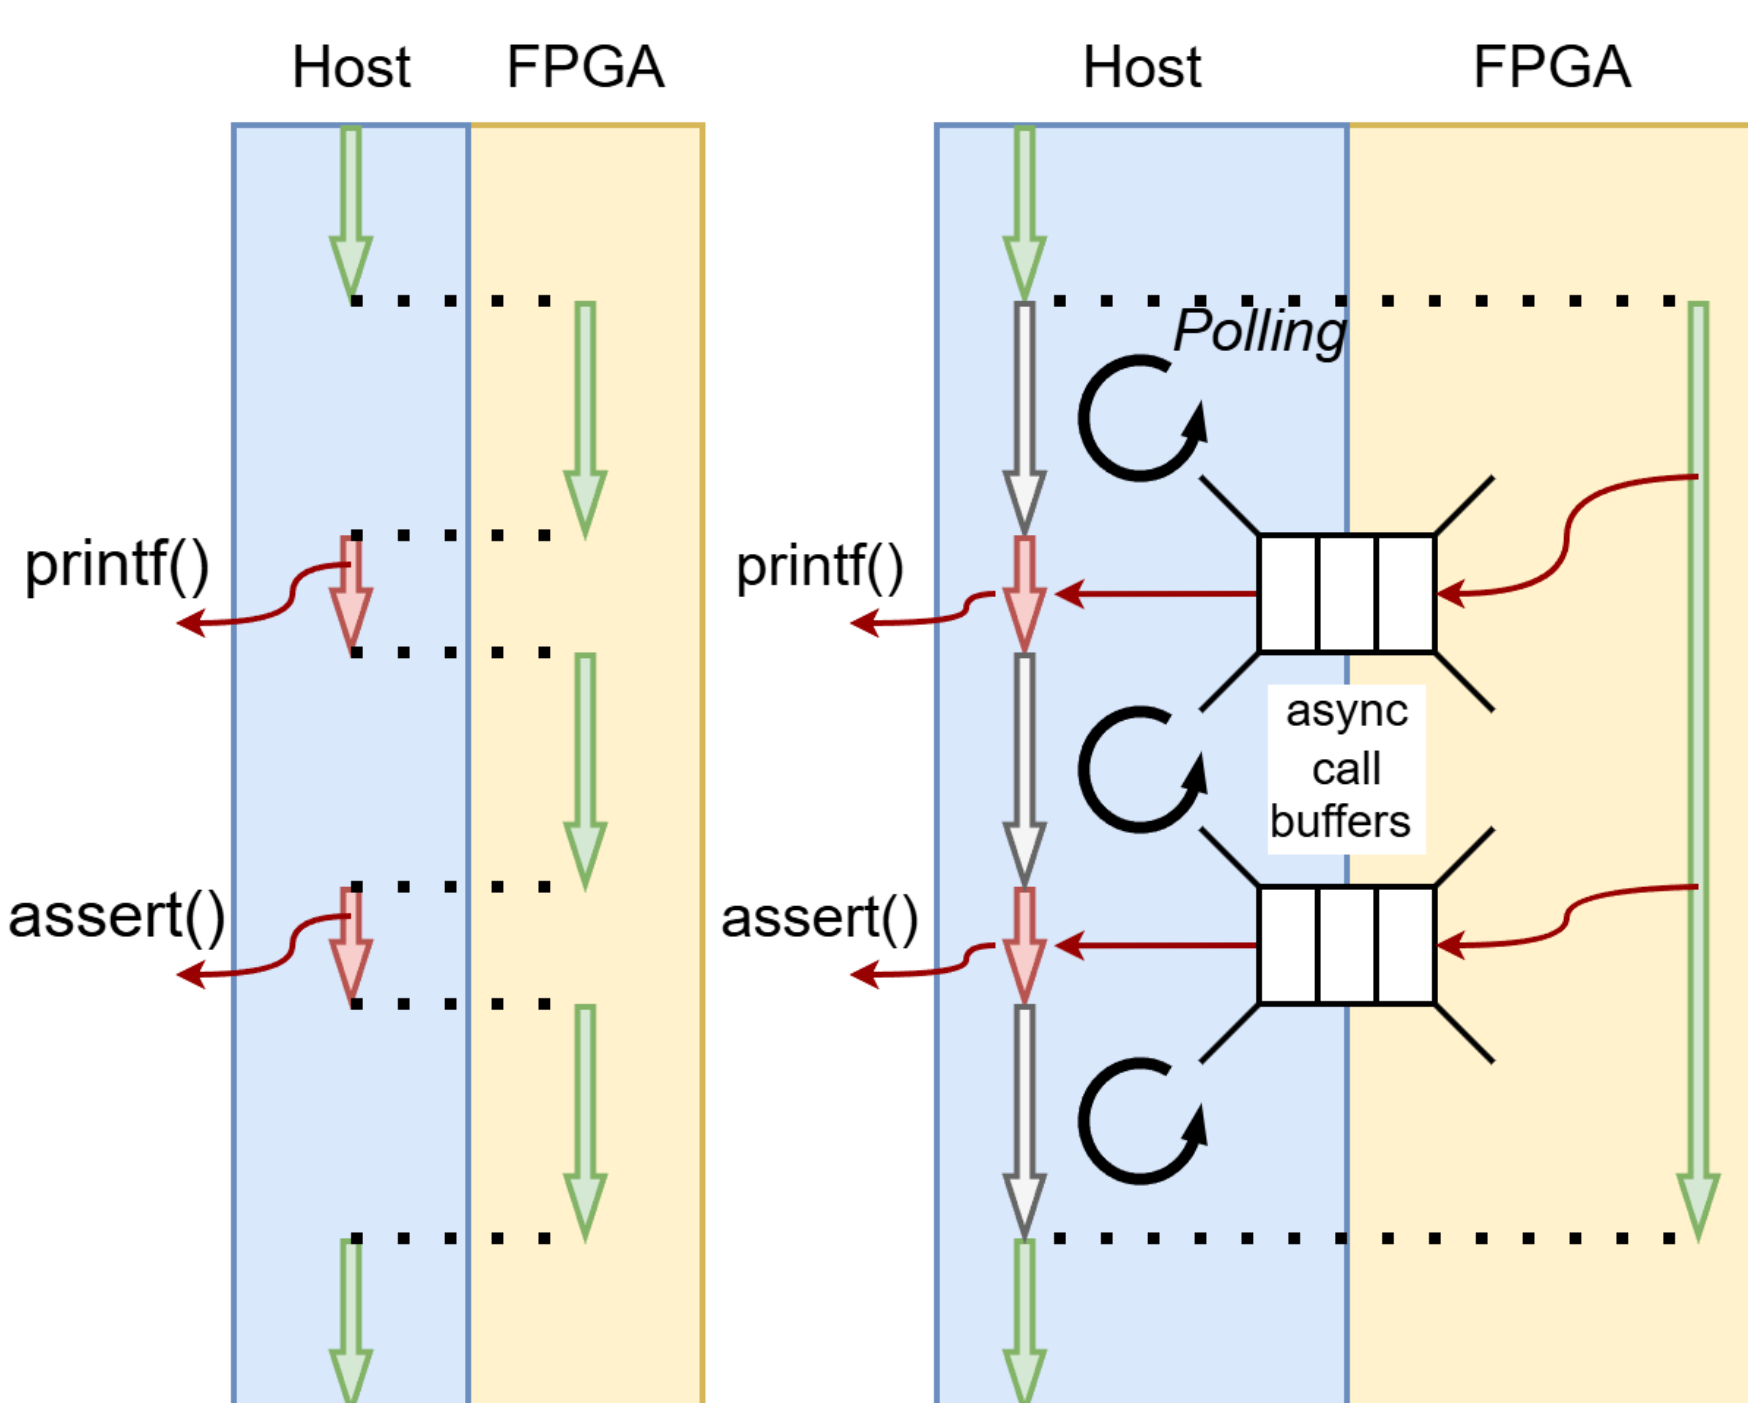 Host
FPGA
Host
FPGA
Polling
printf()
printf()
async
call
buffers
assert()
assert()